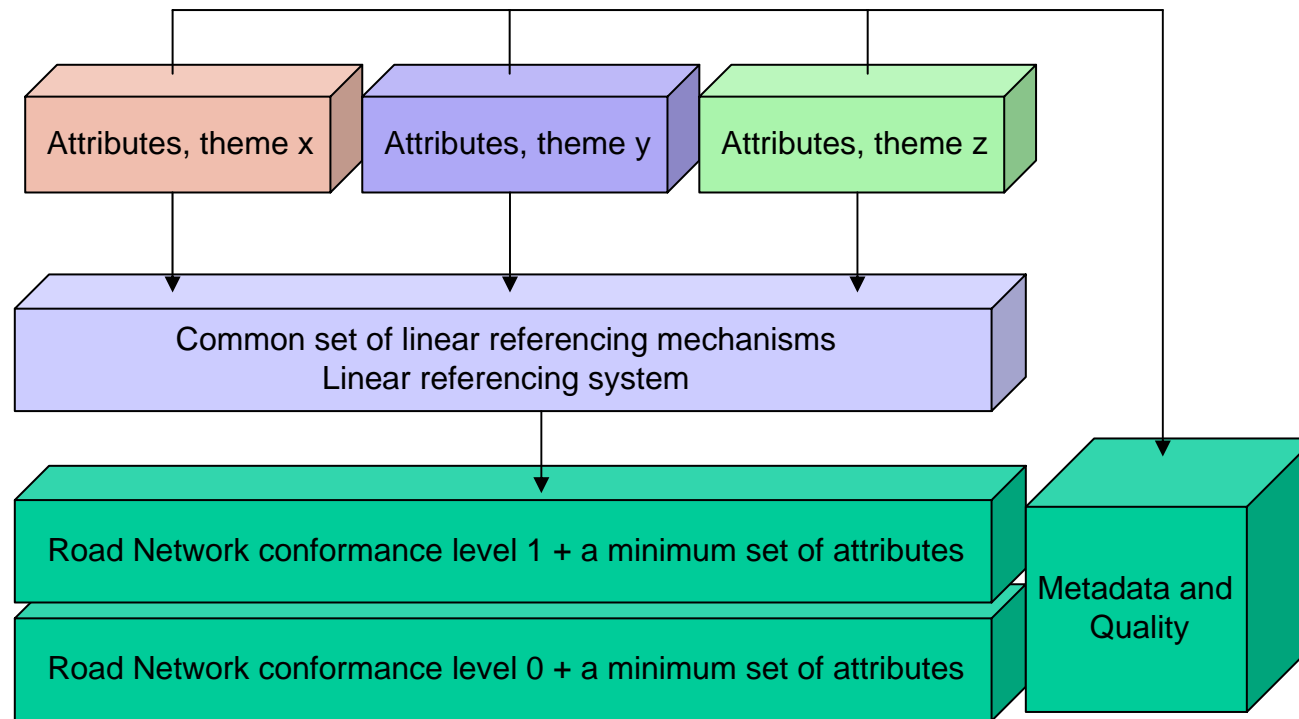 Attributes, theme x
Attributes, theme y
Attributes, theme z
Common set of linear referencing mechanisms
Linear referencing system
Road Network conformance level 1 + a minimum set of attributes
Road Network conformance level 0 + a minimum set of attributes
Metadata and
Quality